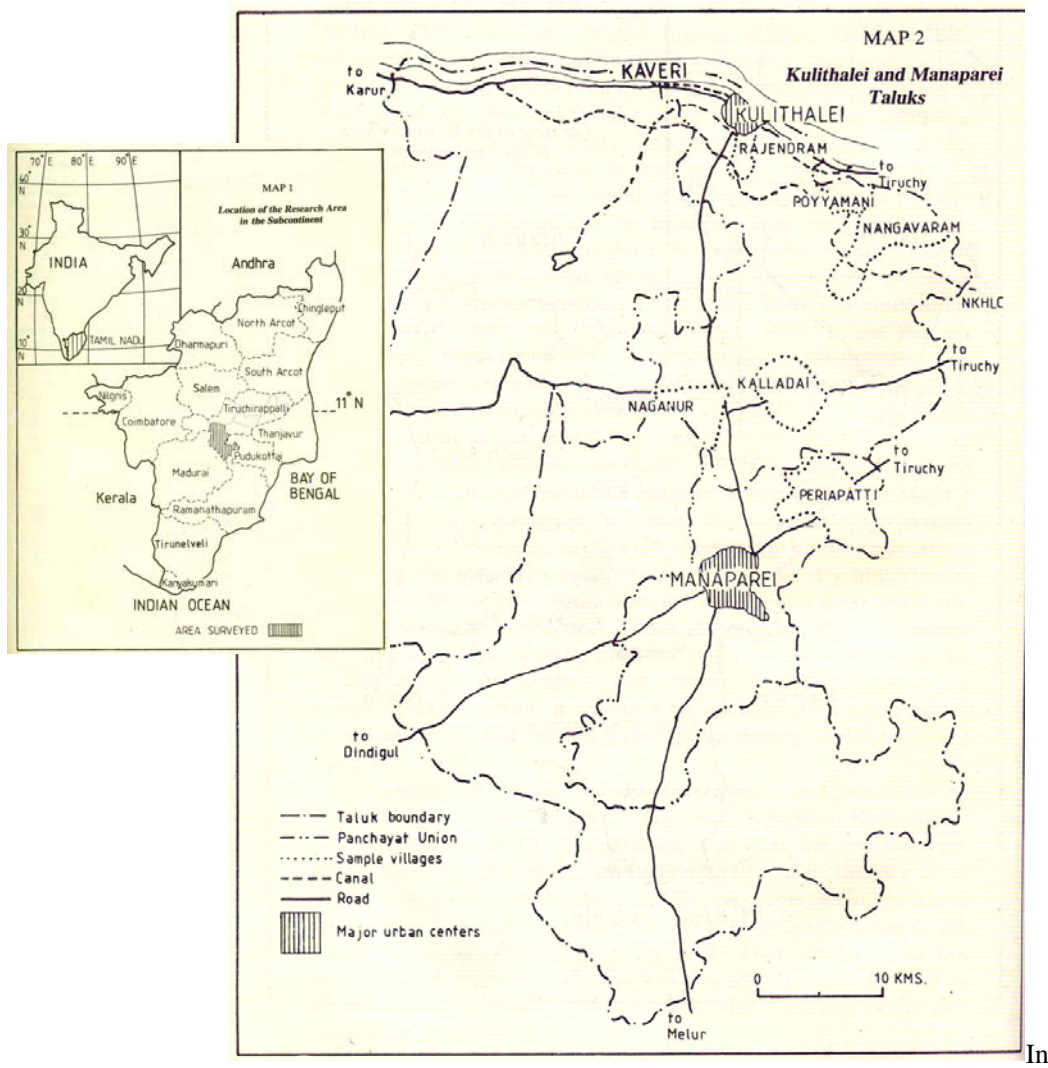 MAP 2
Kulithalei and Manaparei
Taluks
to
Karur
KAVERI
KULITHALEI
RAJENDRAM
to
Tiruchy
POYYAMANI
NANGAVARAM
NKHLC
to
Tiruchy
KALLADAI
NAGANUR
to
Tiruchy
PERIAPATTI
MANAPAREI
to
Dindigul
Taluk boundary
Panchayat Union
Sample villages
Canal
Road
Major urban centers
0 10 KMS.
to
Melur
70° E 80° E 90° E
40°
N
30°
N
20°
N
10°
N
INDIA
TAMIL NADU
MAP 1
Location of the Research Area
in the Subcontinent
Andhra
Chingleput
North Arcot
Dharmapuri
South Arcot
Salem
Nilgris
Tiruchirappalli
11° N
Coimbatore
Thanjavur
Pudukottai
Madurai
BAY OF
BENGAL
Kerala
Ramanathapuram
Tirunelveli
Kanyakumari
INDIAN OCEAN
AREA SURVEYED
In